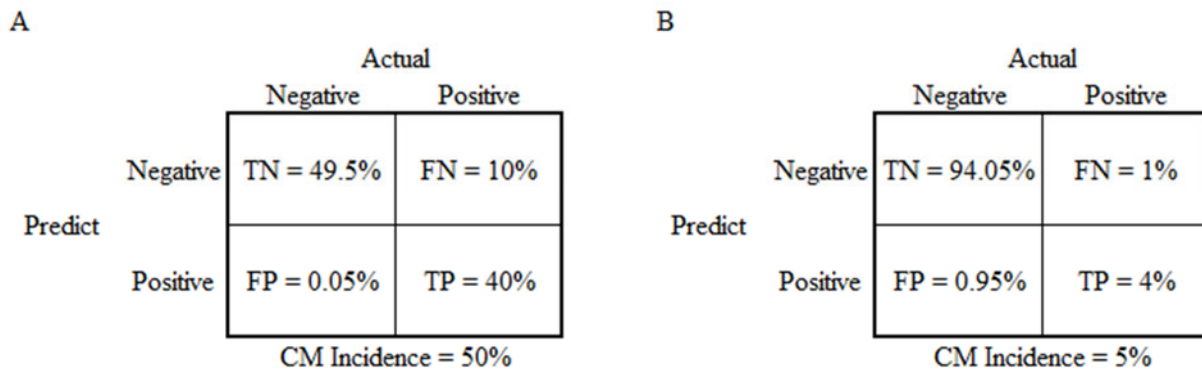 A
Actual
Negative Positive
Negative TN = 49.5% FN = 10%
Predict
Positive FP = 0.05% TP = 40%
CM Incidence = 50%
B
Actual
Negative Positive
Negative TN = 94.05% FN = 1%
Predict
Positive FP = 0.95% TP = 4%
CM Incidence = 5%